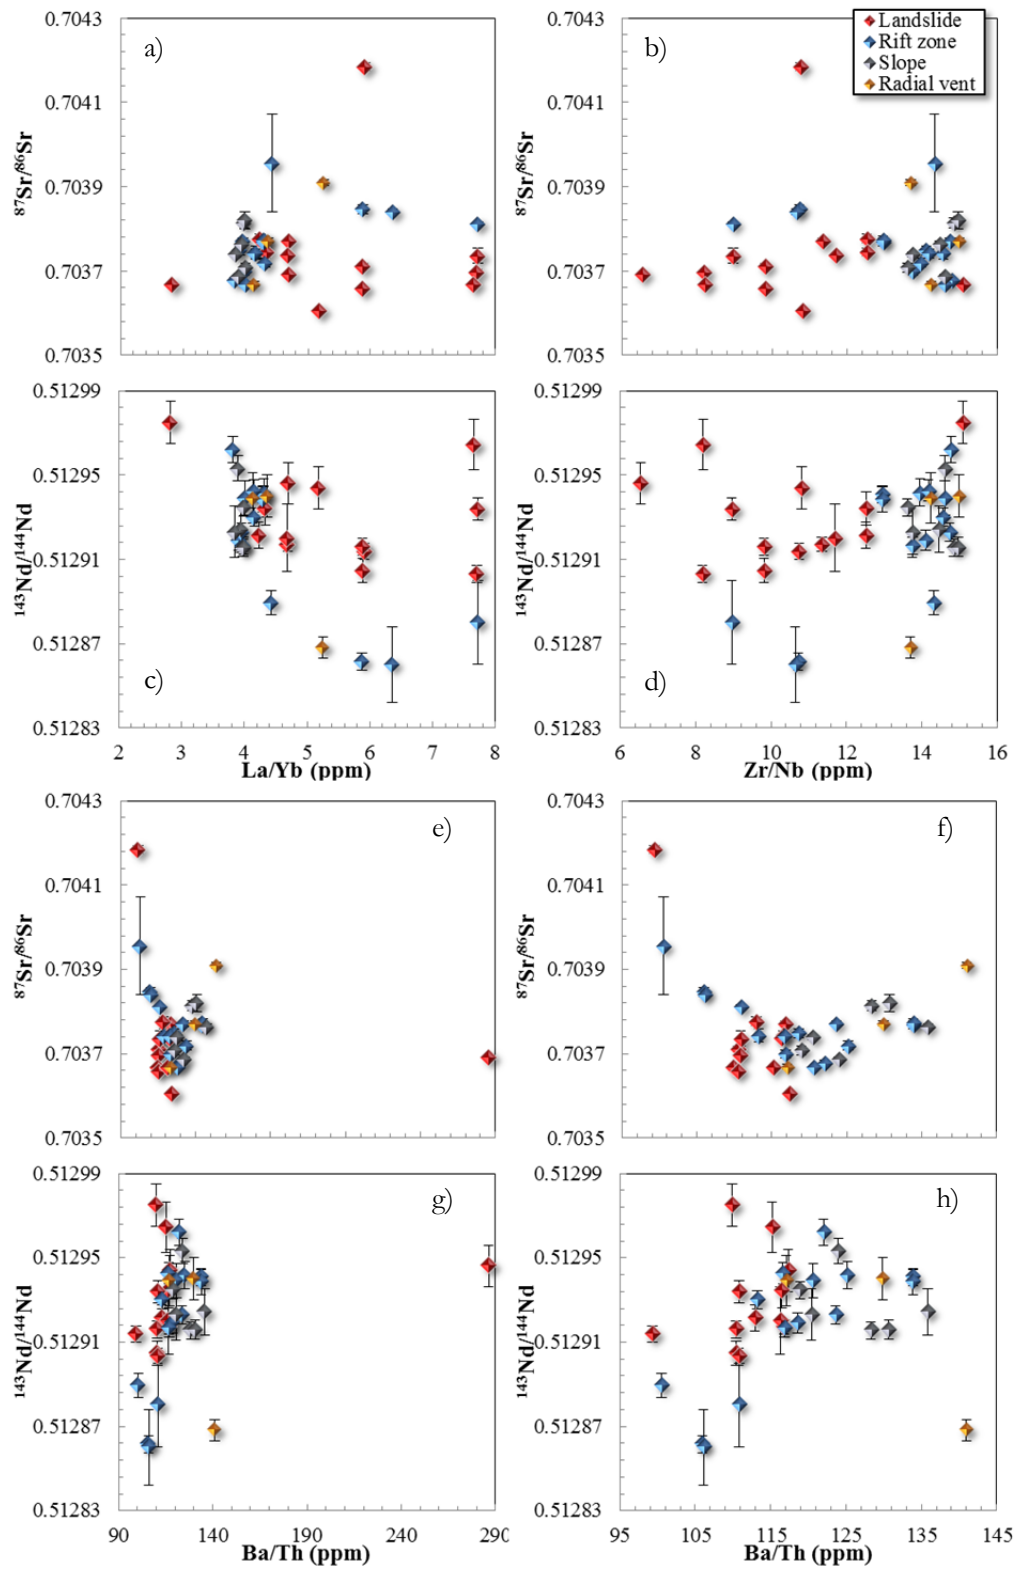 0.7043
0.7041
0.7039
0.7037
0.7035
⁸⁷Sr/⁸⁶Sr
a)
0.7043
0.7041
0.7039
0.7037
0.7035
⁸⁷Sr/⁸⁶Sr
b)
Landslide
Rift zone
Slope
Radial vent
0.51299
0.51295
0.51291
0.51287
0.51283
¹⁴³Nd/¹⁴⁴Nd
c)
2 3 4 5 6 7 8
La/Yb (ppm)
0.51299
0.51295
0.51291
0.51287
0.51283
¹⁴³Nd/¹⁴⁴Nd
d)
6 8 10 12 14 16
Zr/Nb (ppm)
0.7043
0.7041
0.7039
0.7037
0.7035
⁸⁷Sr/⁸⁶Sr
e)
0.7043
0.7041
0.7039
0.7037
0.7035
⁸⁷Sr/⁸⁶Sr
f)
0.51299
0.51295
0.51291
0.51287
0.51283
¹⁴³Nd/¹⁴⁴Nd
g)
90 140 190 240 290
Ba/Th (ppm)
0.51299
0.51295
0.51291
0.51287
0.51283
¹⁴³Nd/¹⁴⁴Nd
h)
95 105 115 125 135 145
Ba/Th (ppm)